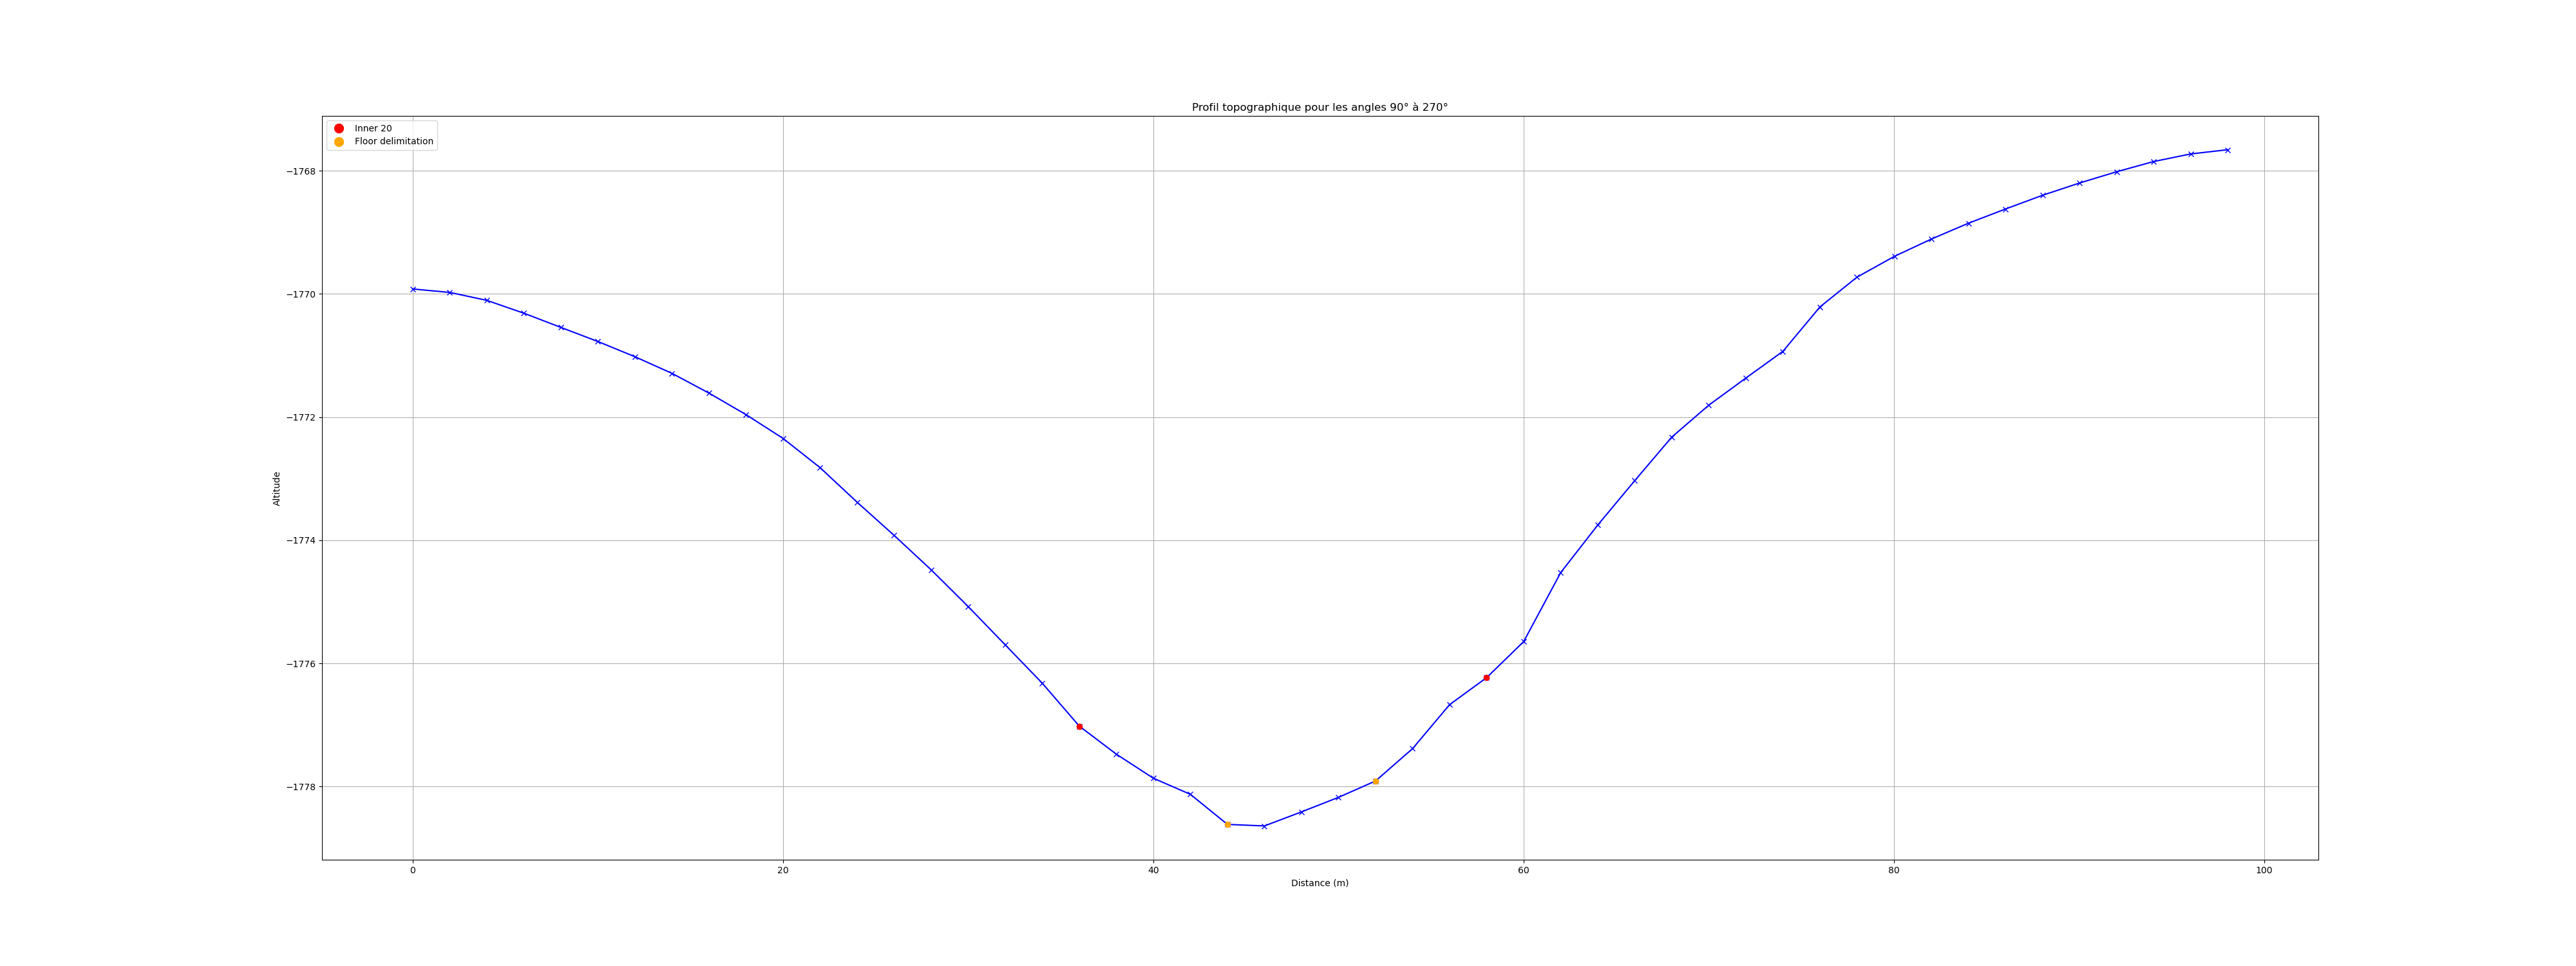 Profil topographique pour les angles 90° à 270°
Inner 20
Floor delimitation
−1768
−1770
−1772
−1774
−1776
−1778
Altitude
0
20
40
60
80
100
Distance (m)